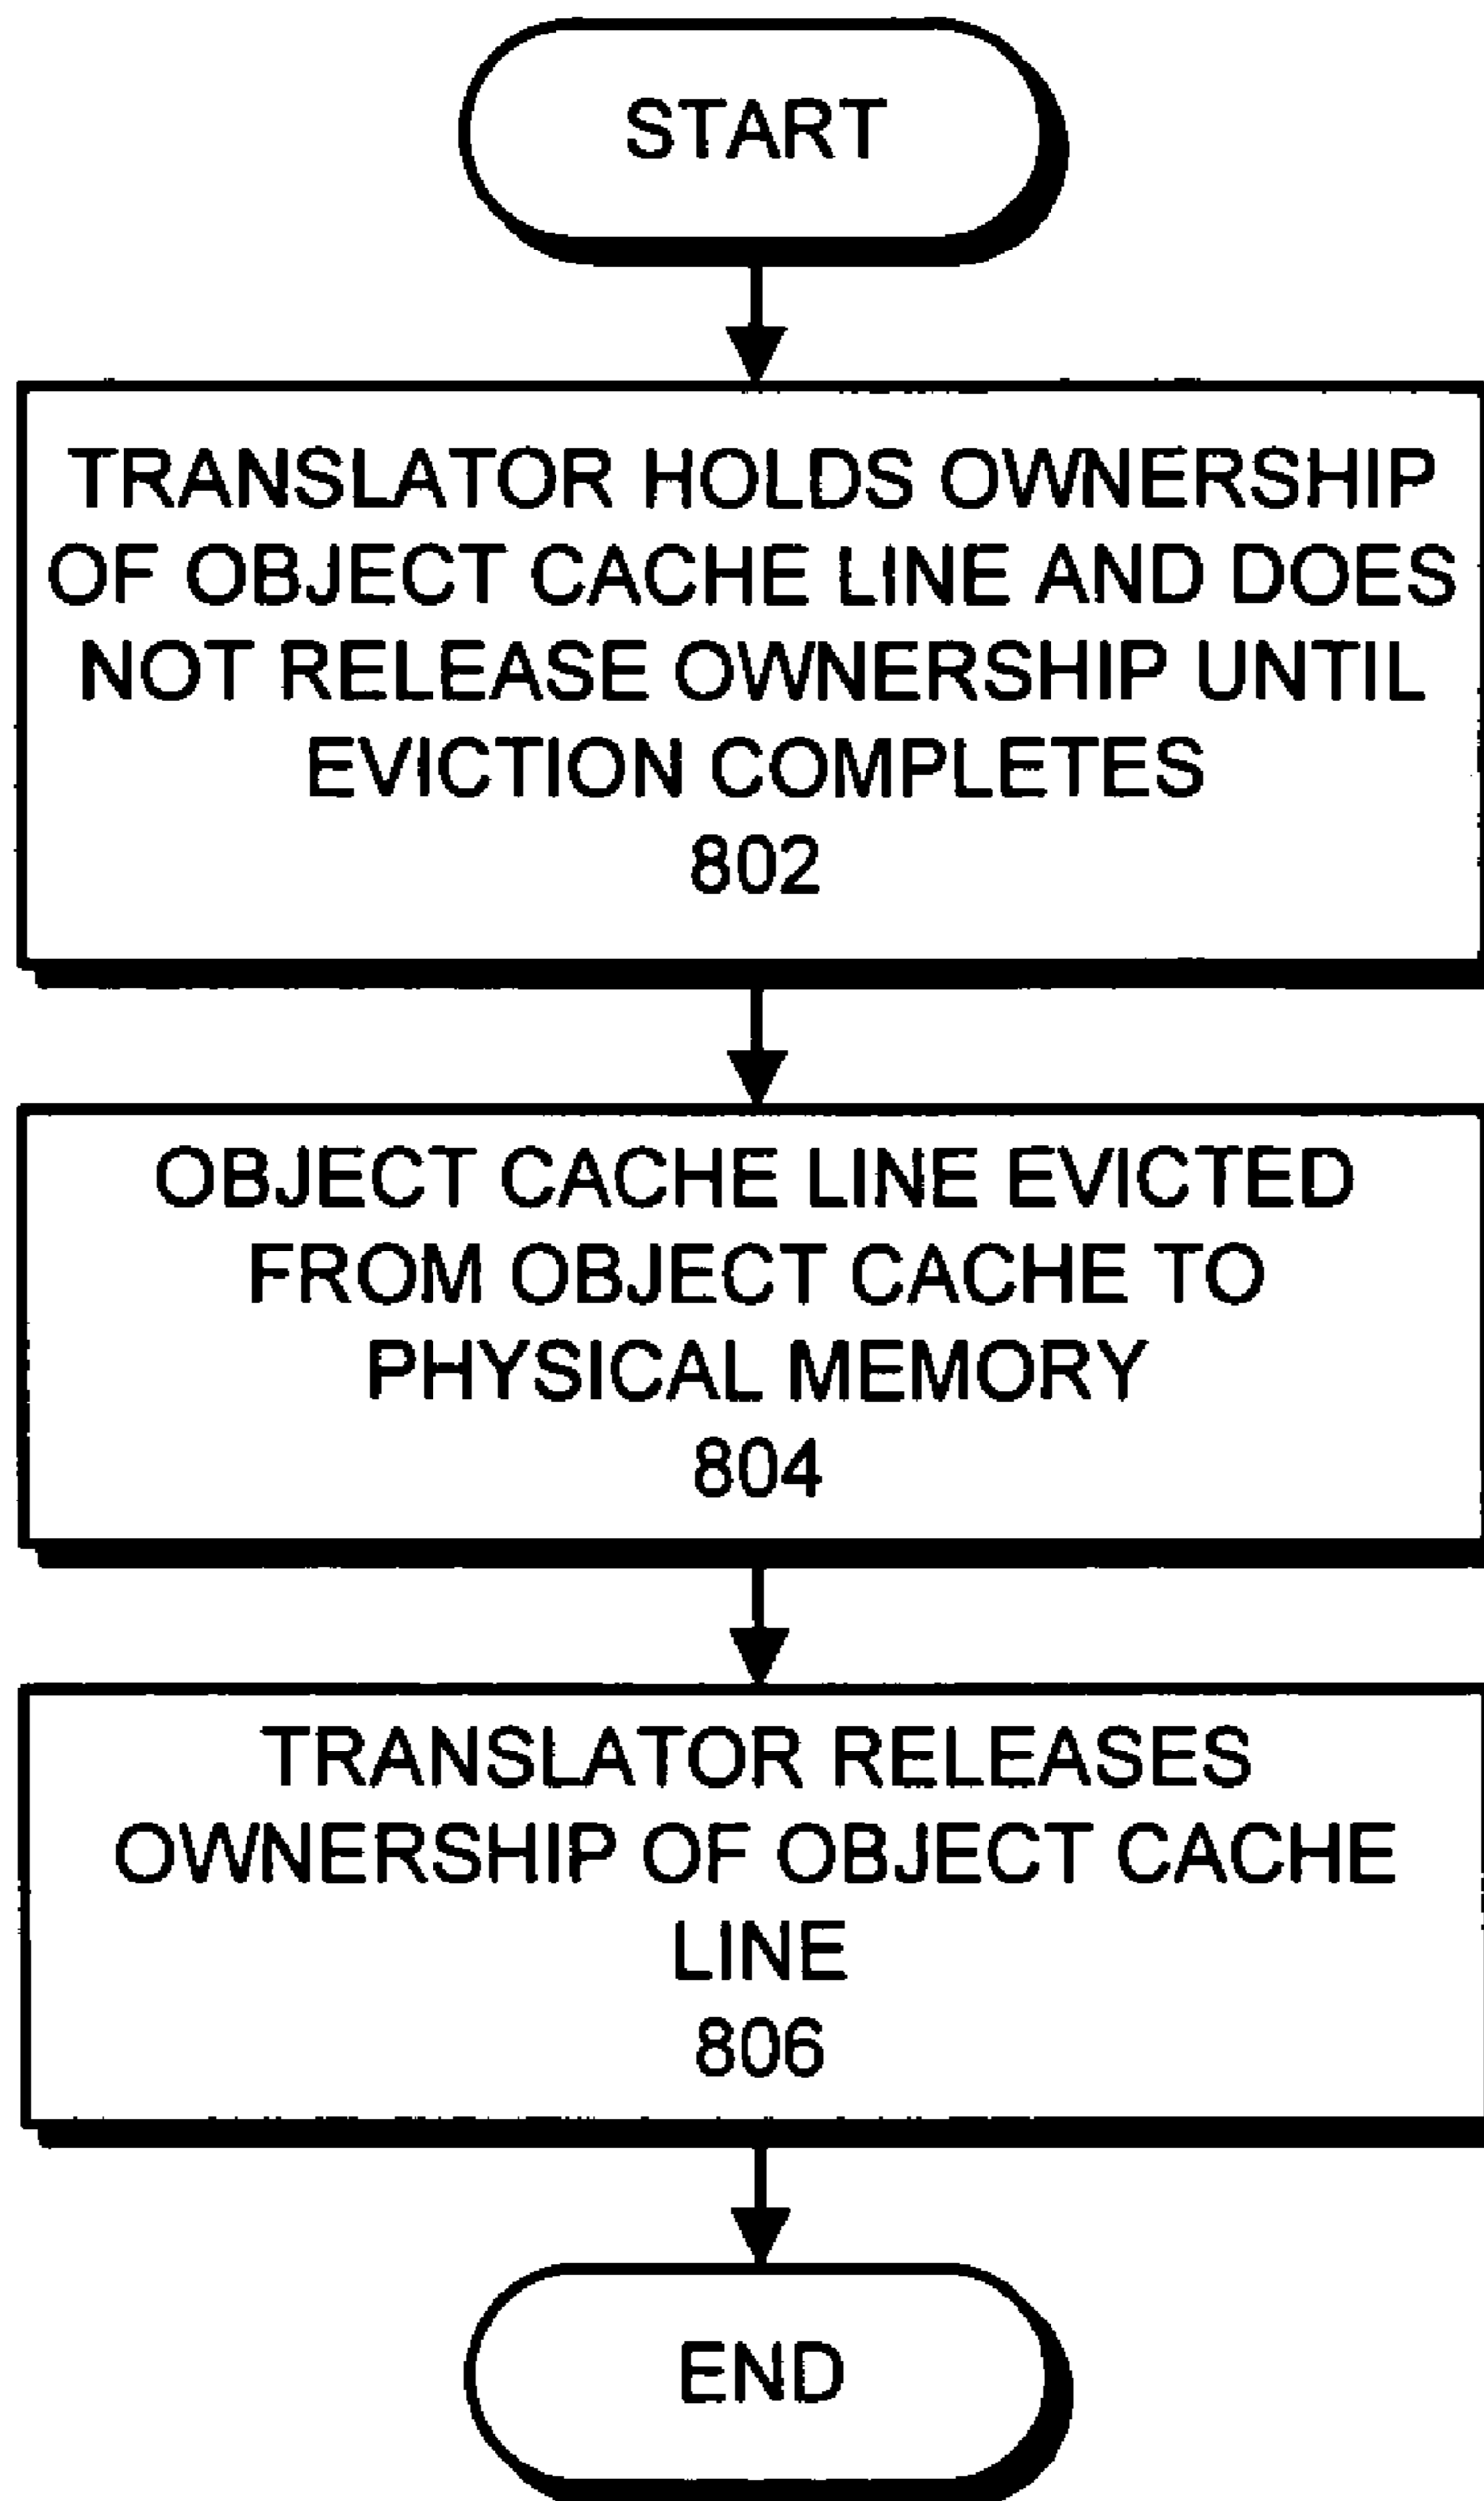 START
TRANSLATOR HOLDS OWNERSHIP
OF OBJECT CACHE LINE AND DOES
NOT RELEASE OWNERSHIP UNTIL
EVICTION COMPLETES
802
OBJECT CACHE LINE EVICTED
FROM OBJECT CACHE TO
PHYSICAL MEMORY
804
TRANSLATOR RELEASES
OWNERSHIP OF OBJECT CACHE
LINE
806
END